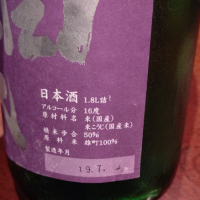 日本酒 1.8L詰
アルコール分 16度
原材料名 米(国産)
米こうじ(国産米)
精米歩合 50%
原料米 雄町100%
製造年月
19.7.